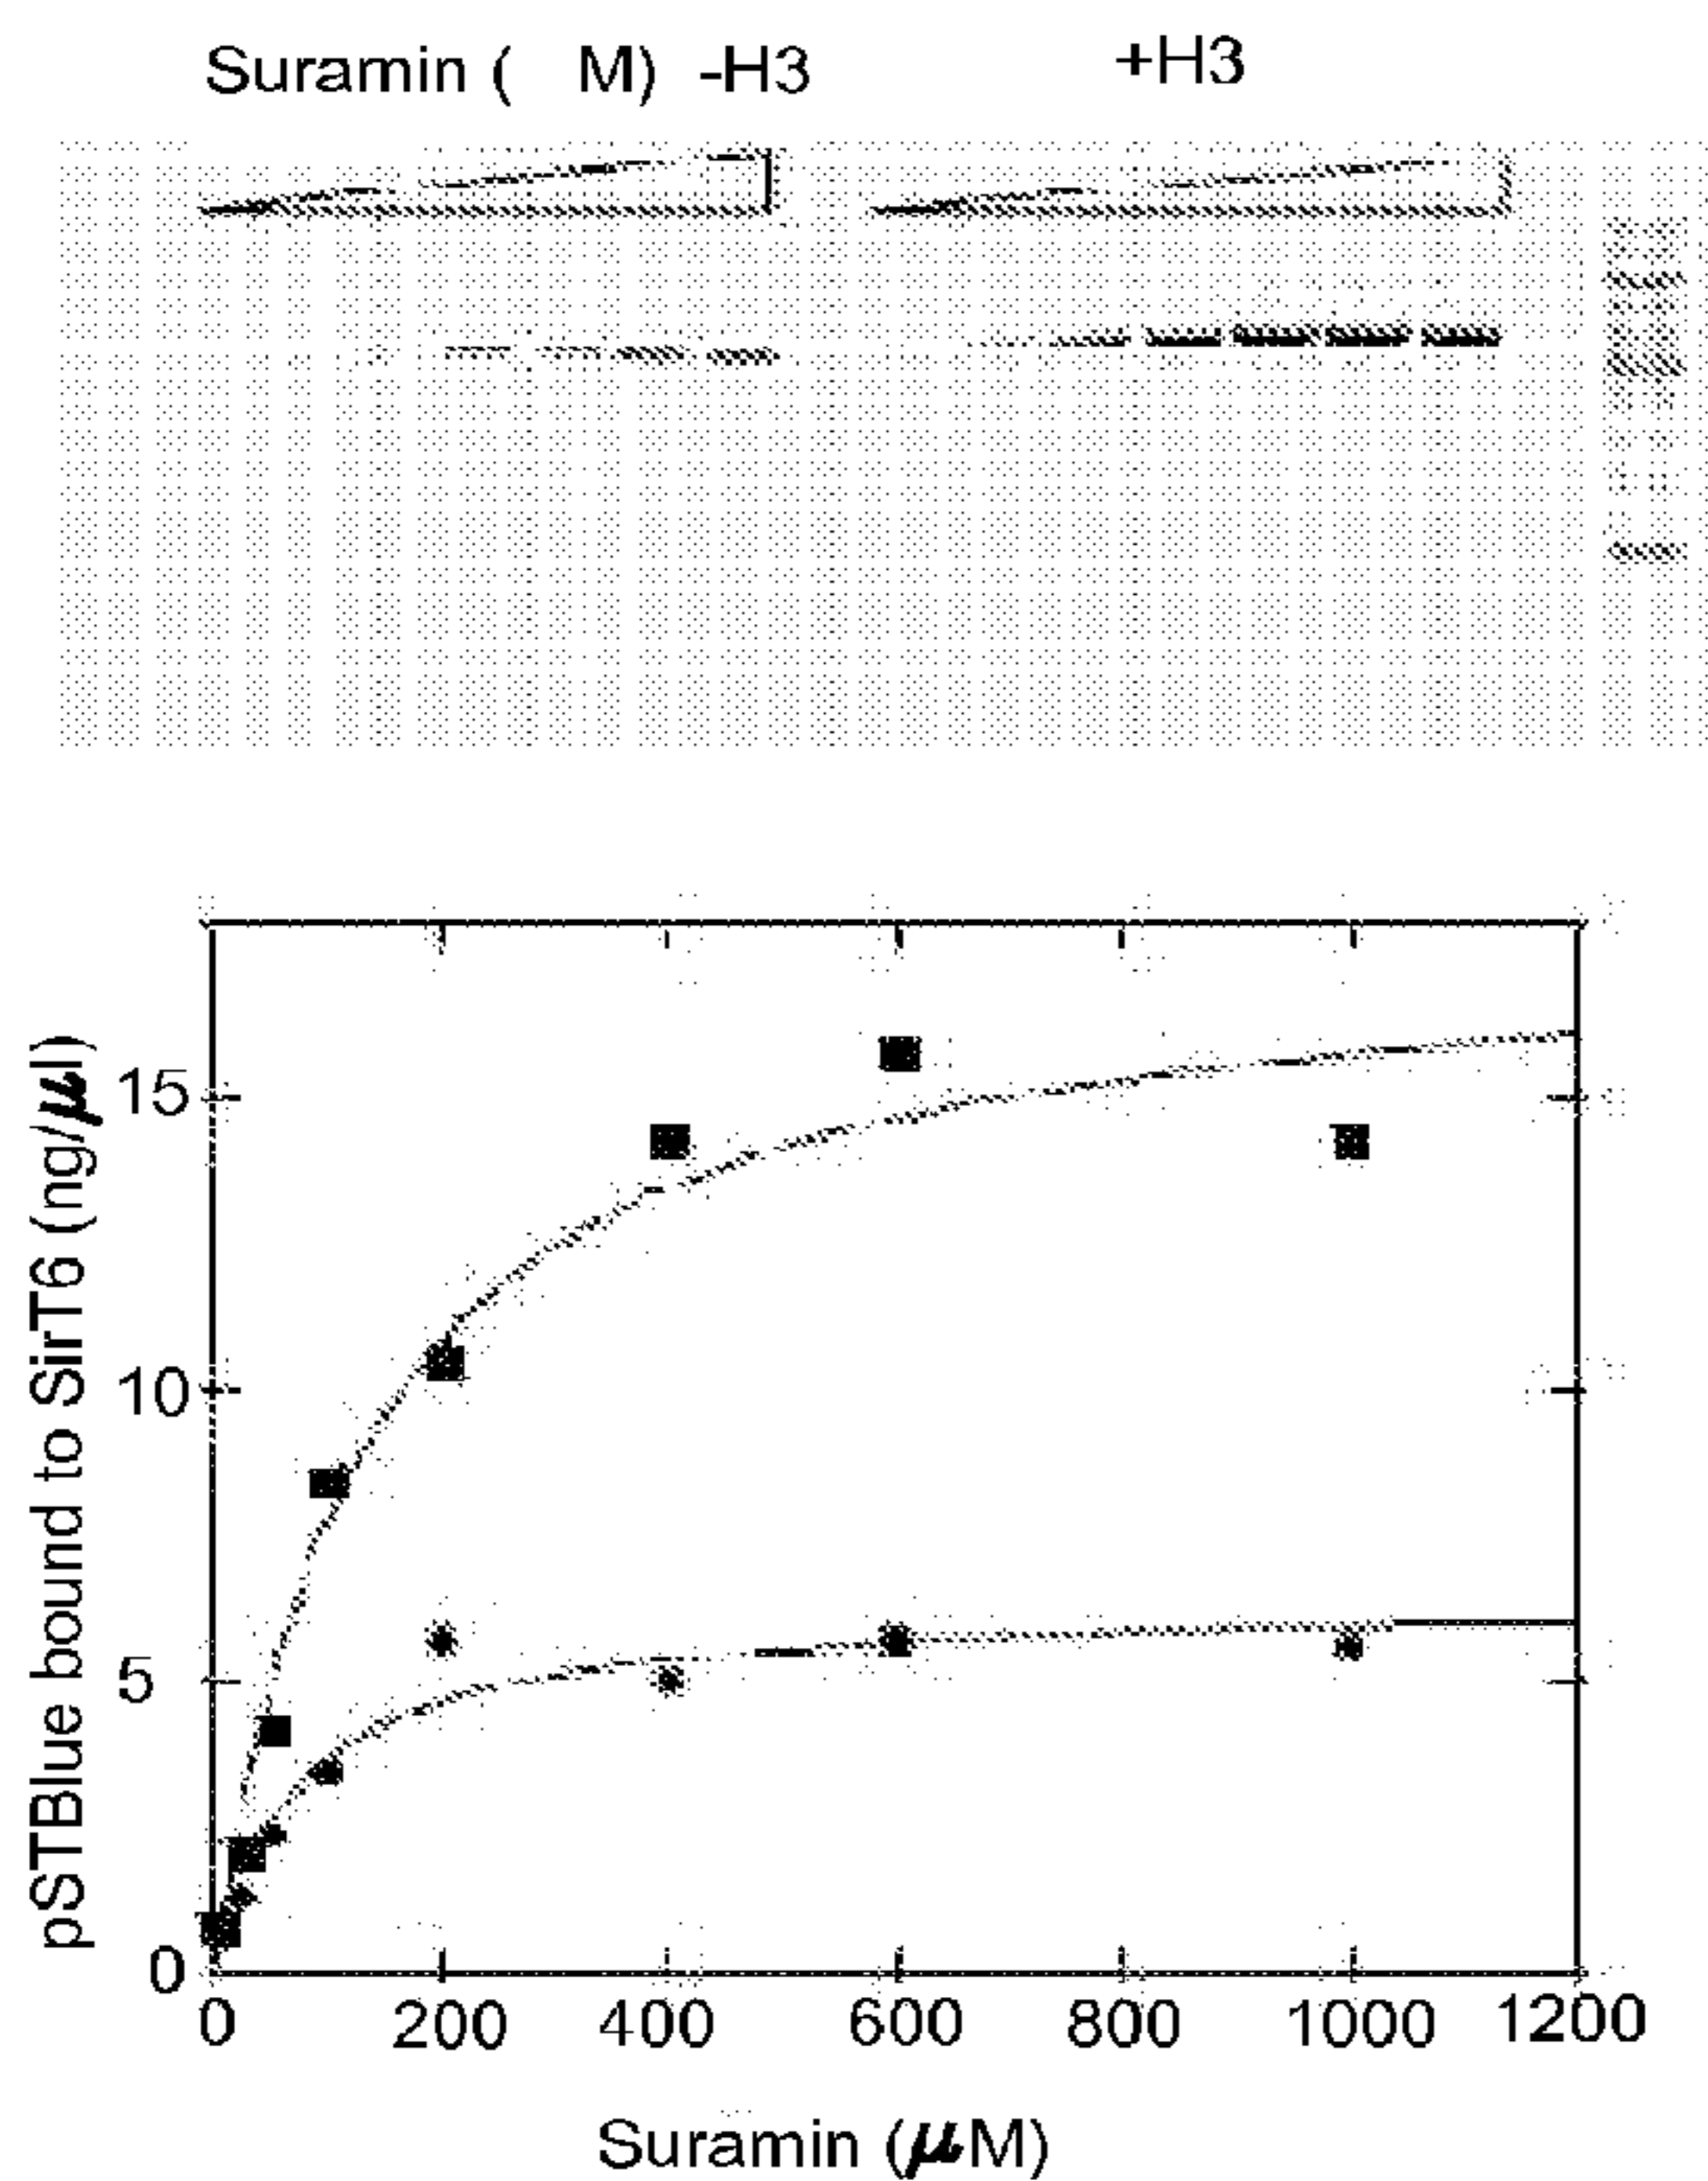 Suramin ( M) -H3 +H3
pSTBlue bound to SirT6 (ng/μl)
15
10
5
0
0 200 400 600 800 1000 1200
Suramin (μM)